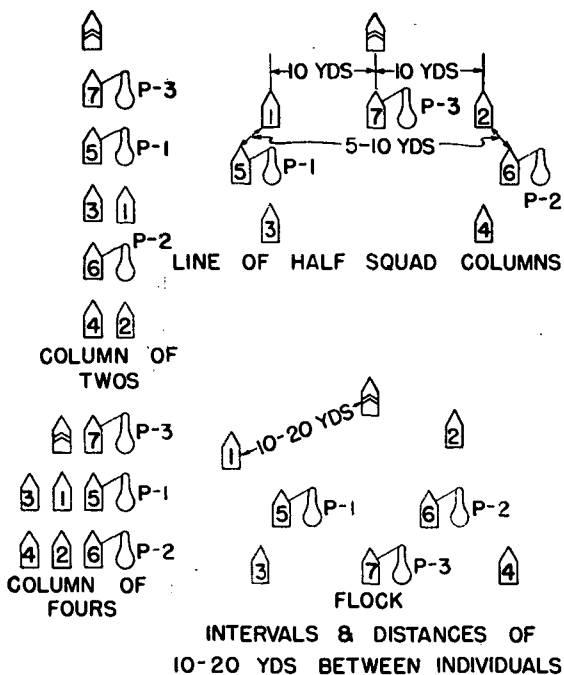 7 P-3
5 P-1
3 1
6 P-2
4 2
COLUMN OF
TWOS
10 YDS 10 YDS
1 7 P-3 2
5-10 YDS
5 P-1 6 P-2
3 4
LINE OF HALF SQUAD COLUMNS
7 P-3
3 1 5 P-1
4 2 6 P-2
COLUMN OF
FOURS
1 10-20 YDS 2
5 P-1 6 P-2
3 7 P-3 4
FLOCK
INTERVALS & DISTANCES OF
10-20 YDS BETWEEN INDIVIDUALS